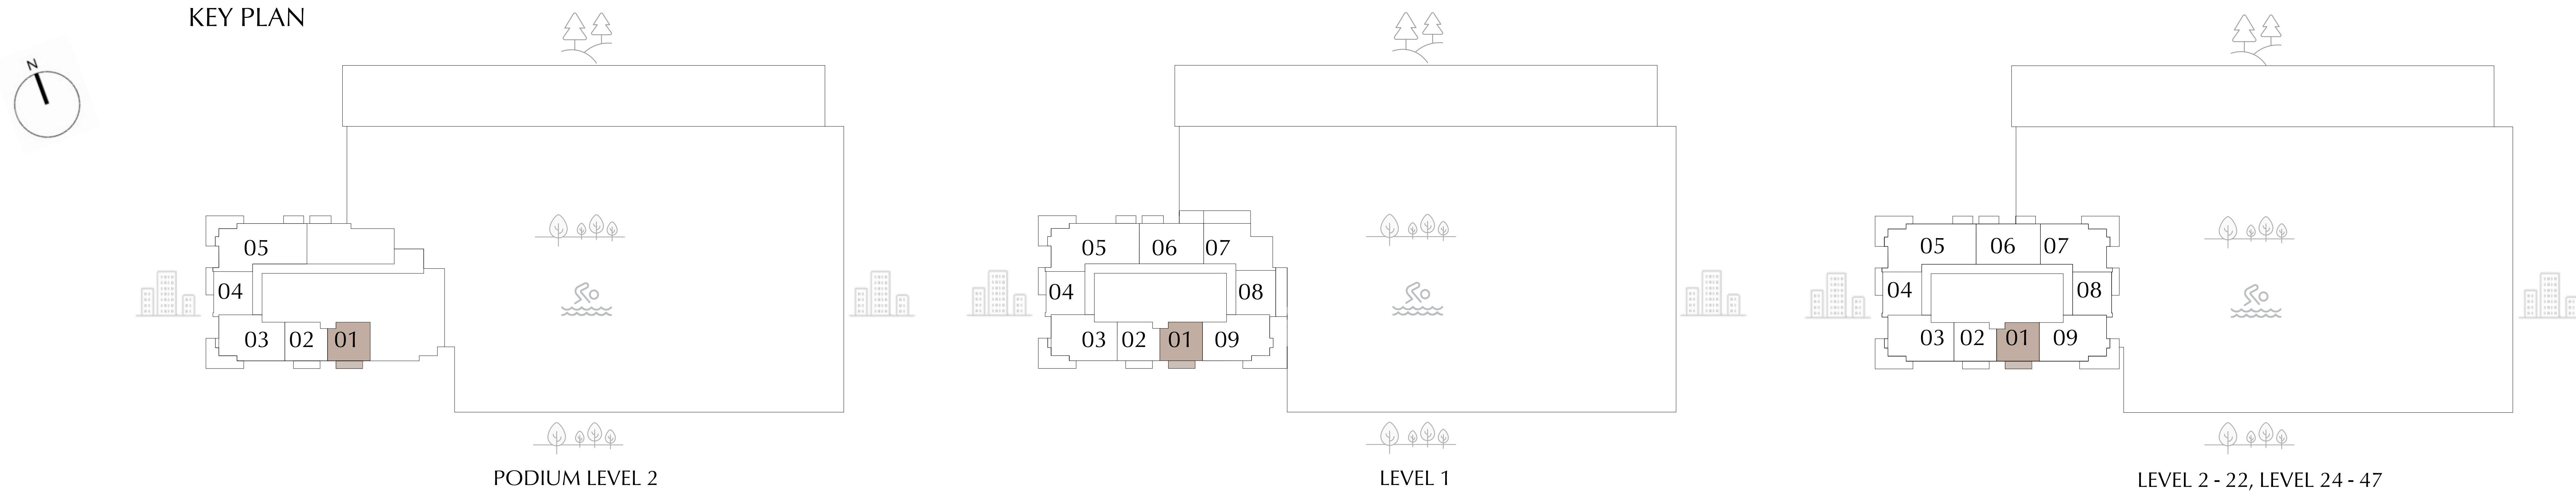 KEY PLAN
N
05
04
03 02 01
PODIUM LEVEL 2
05 06 07
04 08
03 02 01 09
LEVEL 1
05 06 07
04 08
03 02 01 09
LEVEL 2 - 22, LEVEL 24 - 47